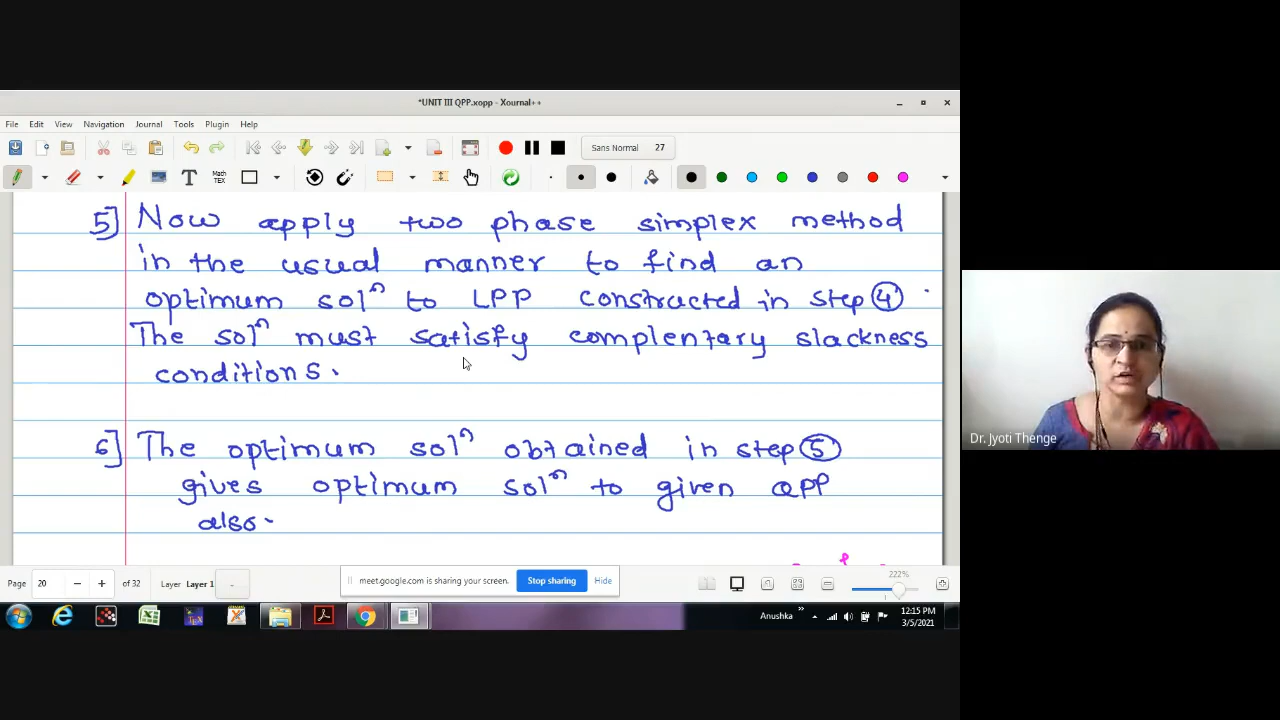 *UNIT III QPP.xopp - Xournal++
File Edit View Navigation Journal Tools Plugin Help
Sans Normal 27
Math
TEX
5] Now apply two phase simplex method
in the usual manner to find an
optimum solⁿ to LPP constructed in step ④.
The solⁿ must satisfy complentary slackness
conditions.
6] The optimum solⁿ obtained in step ⑤
gives optimum solⁿ to given QPP
also.
Page 20 of 32 Layer Layer 1
meet.google.com is sharing your screen. Stop sharing Hide
222%
Anushka
12:15 PM
3/5/2021
Dr. Jyoti Thenge